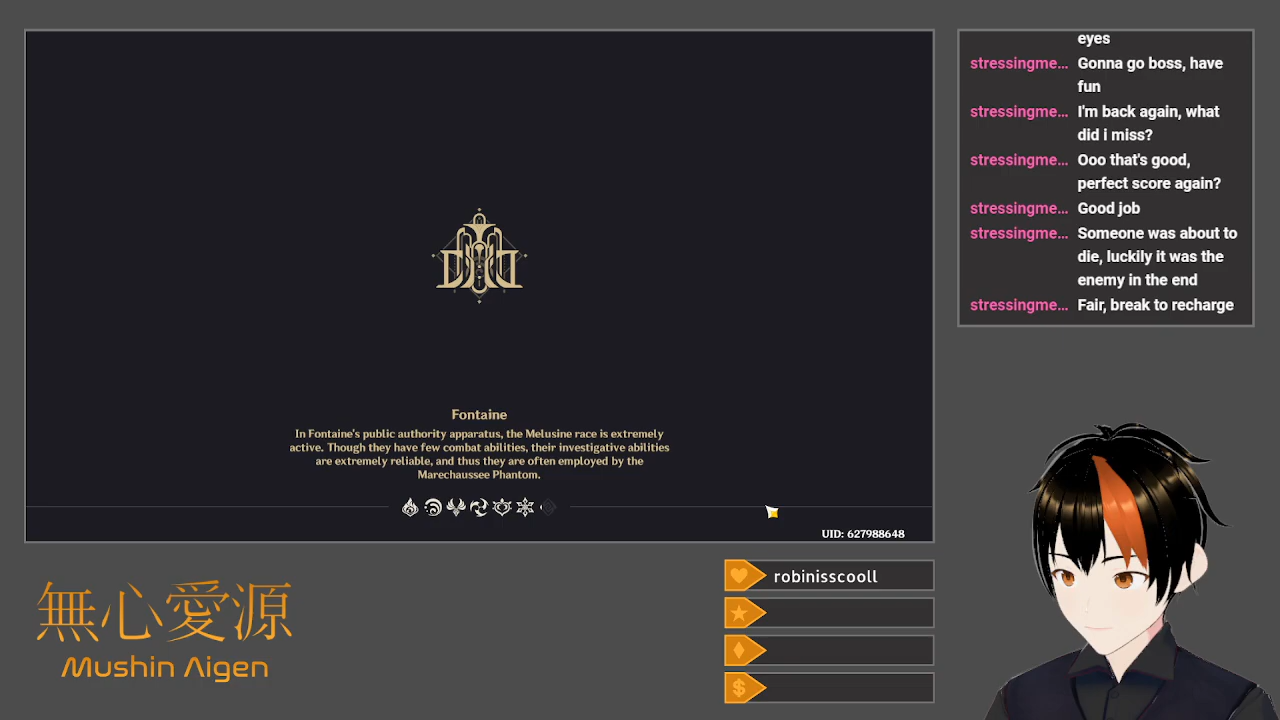 eyes
stressingme... Gonna go boss, have
fun
stressingme... I'm back again, what
did i miss?
stressingme... Ooo that's good,
perfect score again?
stressingme... Good job
stressingme... Someone was about to
die, luckily it was the
enemy in the end
stressingme... Fair, break to recharge
Fontaine
In Fontaine's public authority apparatus, the Melusine race is extremely
active. Though they have few combat abilities, their investigative abilities
are extremely reliable, and thus they are often employed by the
Marechaussee Phantom.
UID: 627988648
robinisscooll
$
無心愛源
Mushin Aigen